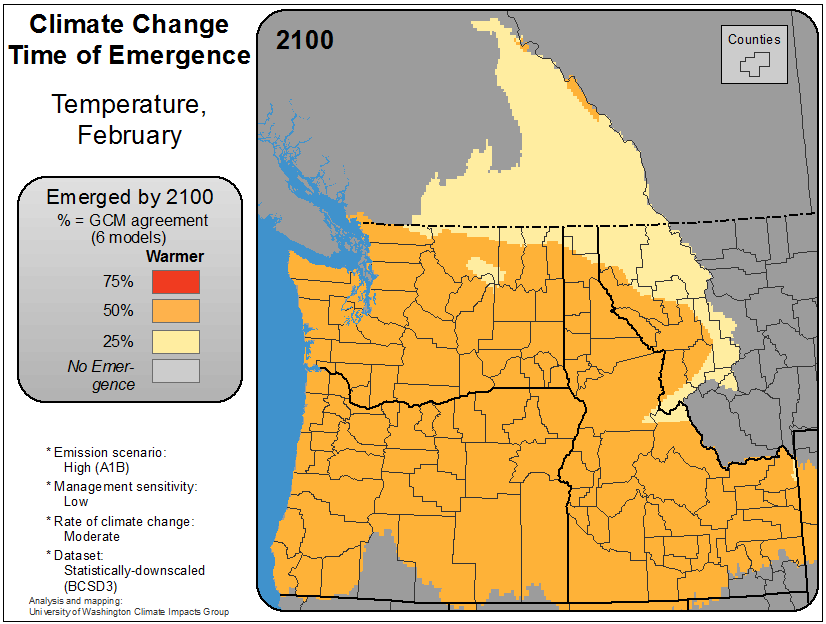 Climate Change
Time of Emergence
Temperature,
February
Emerged by 2100
% = GCM agreement
(6 models)
Warmer
75%
50%
25%
No Emer-
gence
* Emission scenario:
High (A1B)
* Management sensitivity:
Low
* Rate of climate change:
Moderate
* Dataset:
Statistically-downscaled
(BCSD3)
Analysis and mapping:
University of Washington Climate Impacts Group
2100
Counties